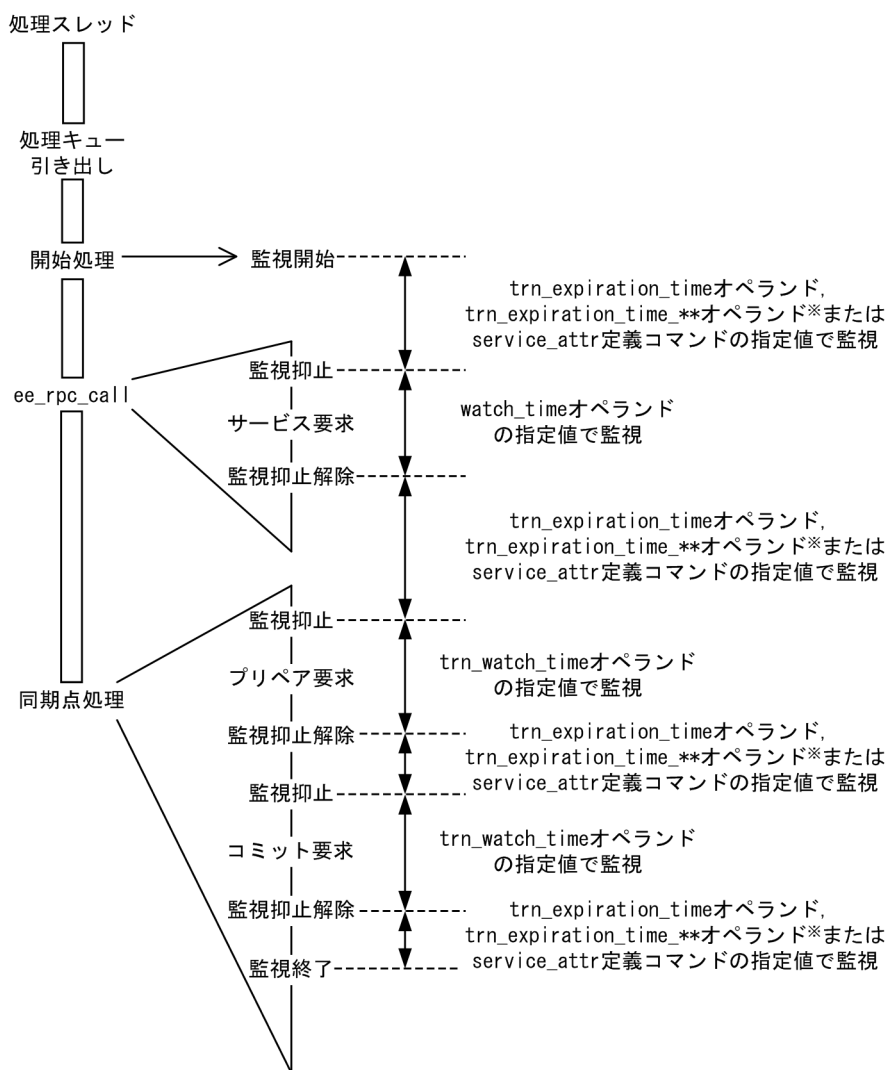 処理スレッド
処理キュー
引き出し
開始処理
監視開始
trn_expiration_timeオペランド,
trn_expiration_time_**オペランド※または
service_attr定義コマンドの指定値で監視
監視抑止
ee_rpc_call
サービス要求
watch_timeオペランド
の指定値で監視
監視抑止解除
trn_expiration_timeオペランド,
trn_expiration_time_**オペランド※または
service_attr定義コマンドの指定値で監視
監視抑止
プリペア要求
trn_watch_timeオペランド
の指定値で監視
同期点処理
監視抑止解除
trn_expiration_timeオペランド,
trn_expiration_time_**オペランド※または
service_attr定義コマンドの指定値で監視
監視抑止
コミット要求
trn_watch_timeオペランド
の指定値で監視
監視抑止解除
trn_expiration_timeオペランド,
trn_expiration_time_**オペランド※または
service_attr定義コマンドの指定値で監視
監視終了